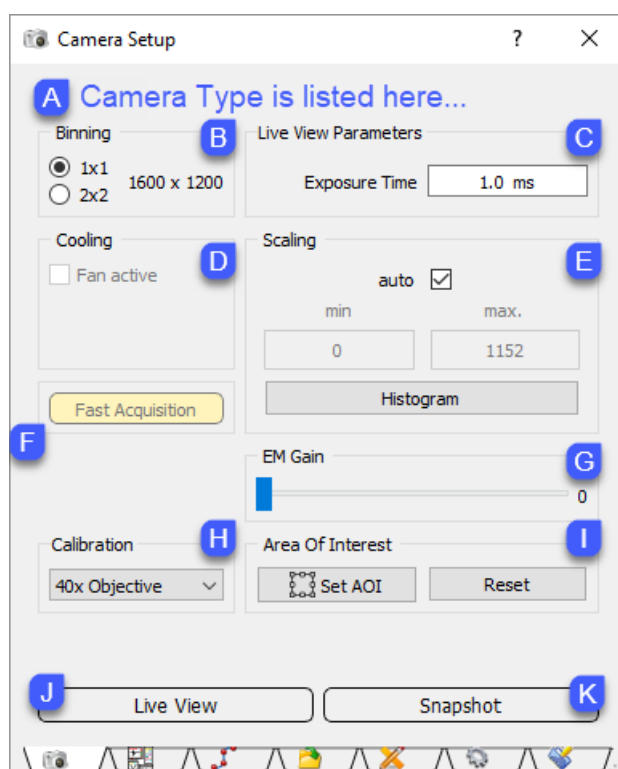 Camera Setup ?
A Camera Type is listed here...
Binning B
1x1
2x2
1600 x 1200
Live View Parameters C
Exposure Time 1.0 ms
Cooling D
Fan active
Scaling E
auto
min max.
0 1152
Histogram
Fast Acquisition
F
EM Gain G
0
Calibration H
40x Objective
Area Of Interest I
Set AOI Reset
J Live View
Snapshot K